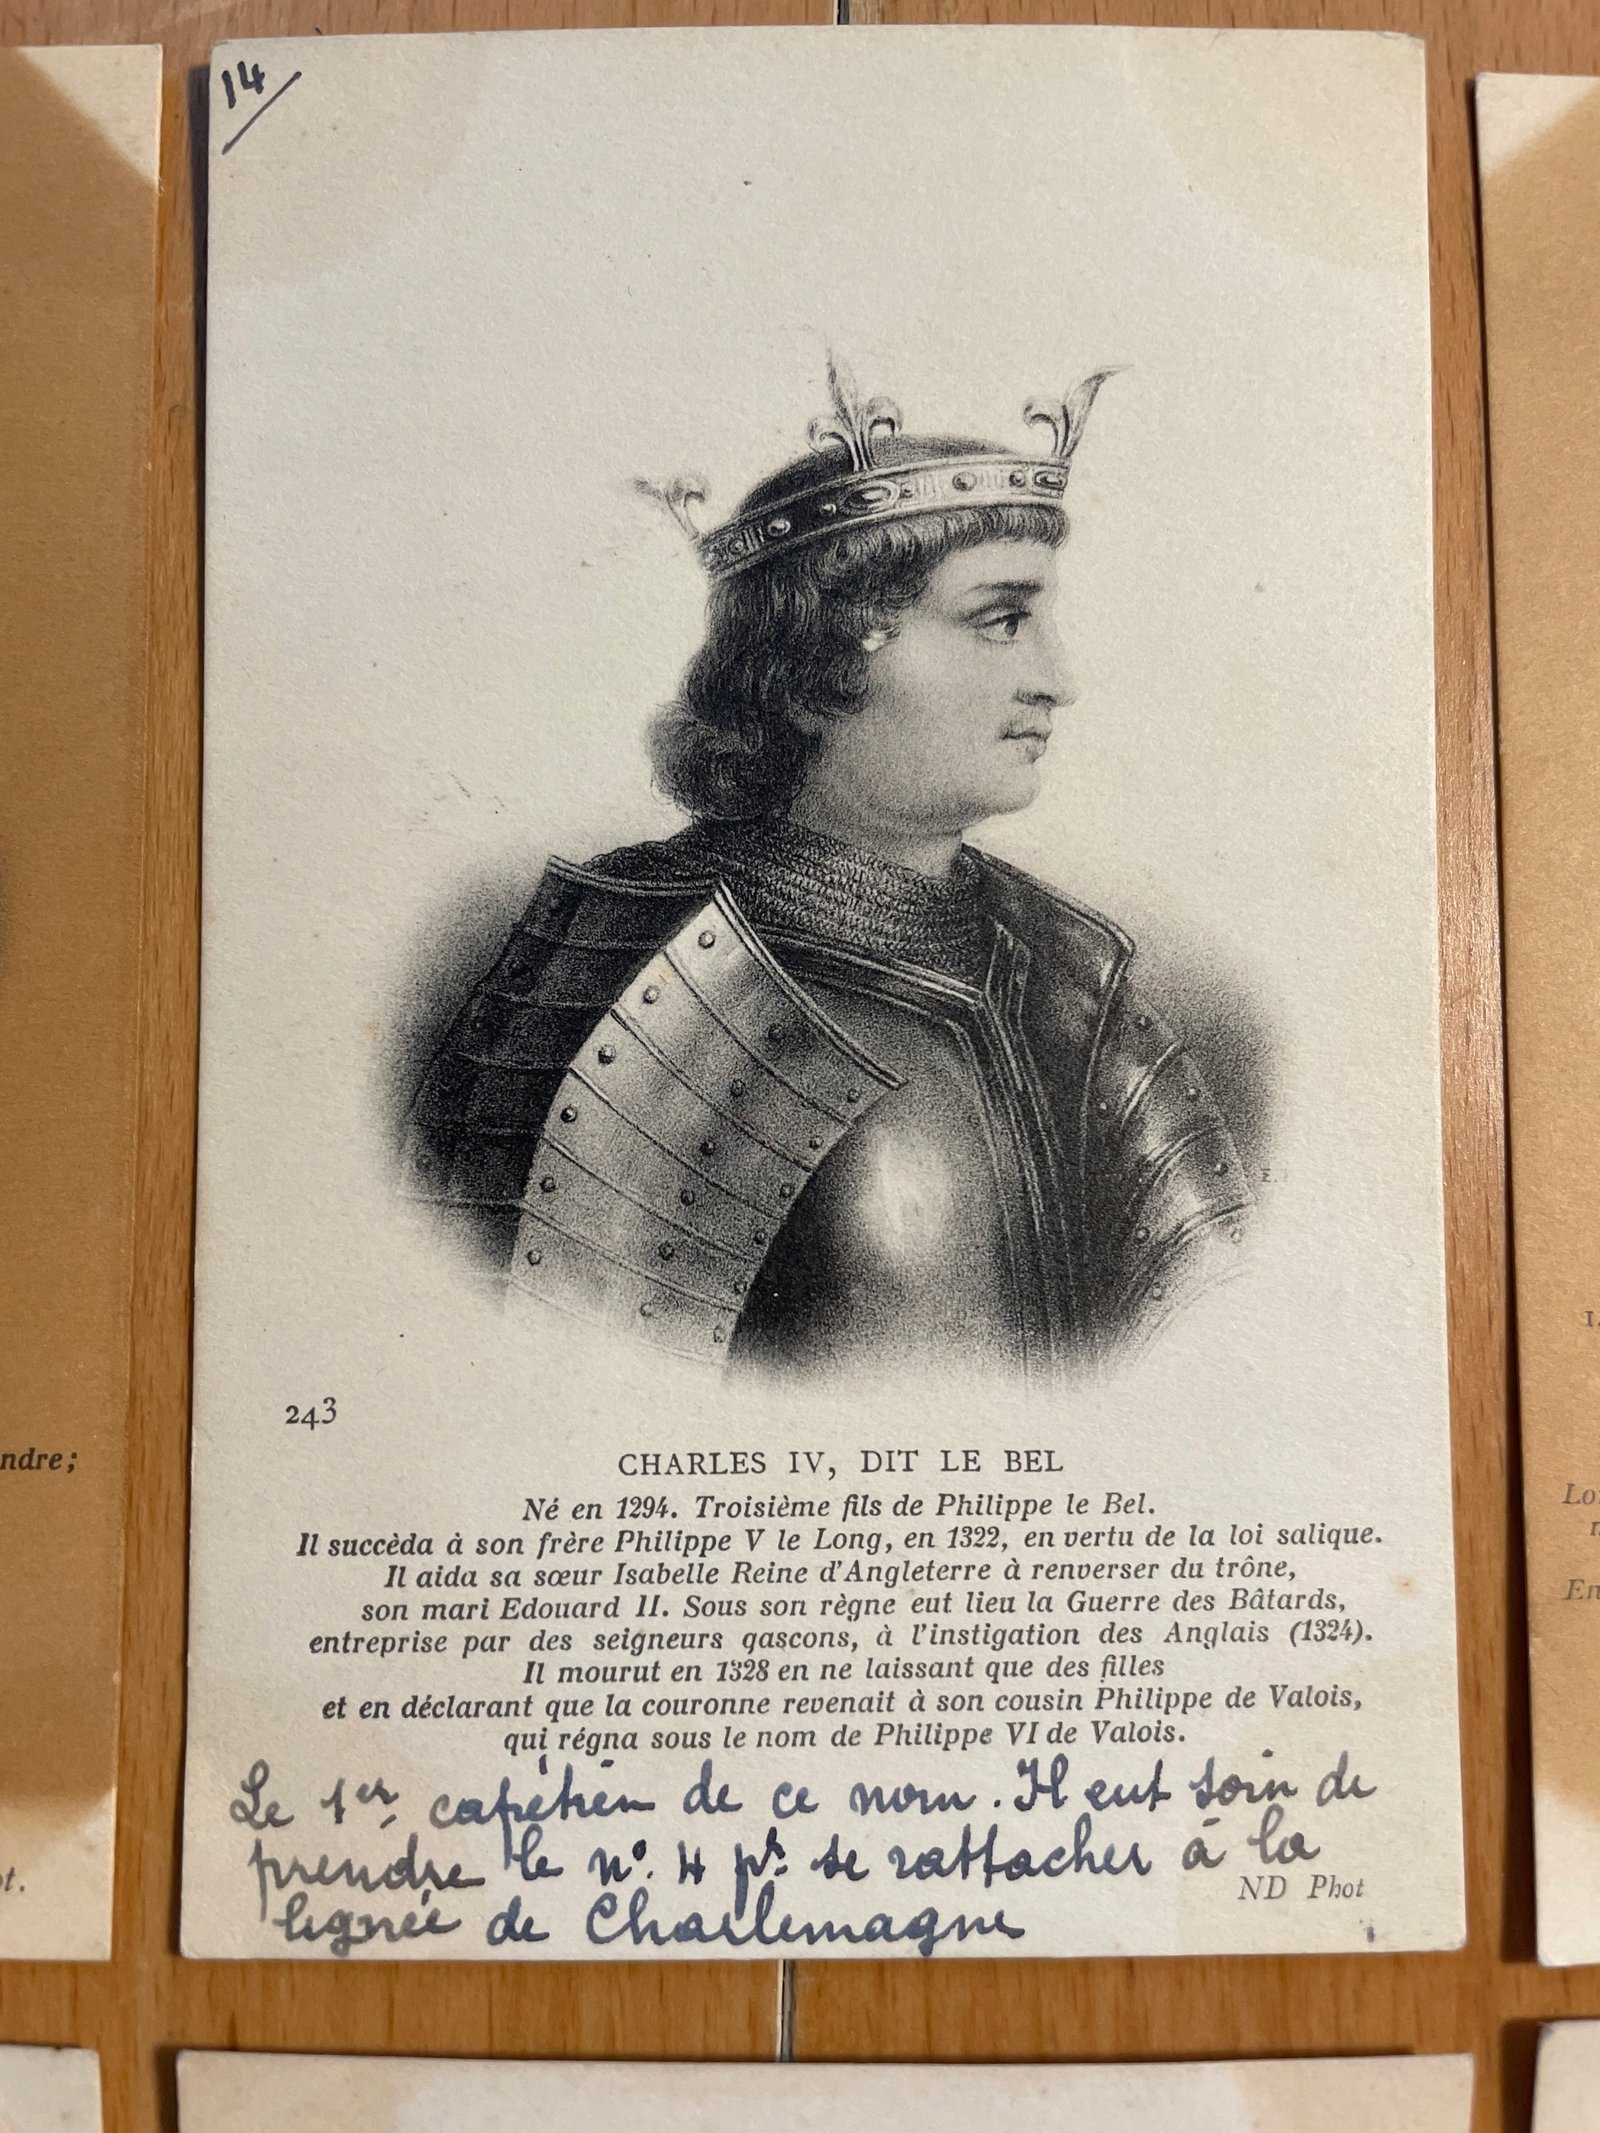 14
243
CHARLES IV, DIT LE BEL
Né en 1294. Troisième fils de Philippe le Bel.
Il succèda à son frère Philippe V le Long, en 1322, en vertu de la loi salique.
Il aida sa sœur Isabelle Reine d'Angleterre à renverser du trône,
son mari Edouard II. Sous son règne eut lieu la Guerre des Bâtards,
entreprise par des seigneurs gascons, à l'instigation des Anglais (1324).
Il mourut en 1328 en ne laissant que des filles
et en déclarant que la couronne revenait à son cousin Philippe de Valois,
qui régna sous le nom de Philippe VI de Valois.
Le 1er capétien de ce nom. Il eut soin de
prendre le n°. 4 pr. se rattacher à la
lignée de Charlemagne
ND Phot
ndre;
ot.
1.
Lo
En